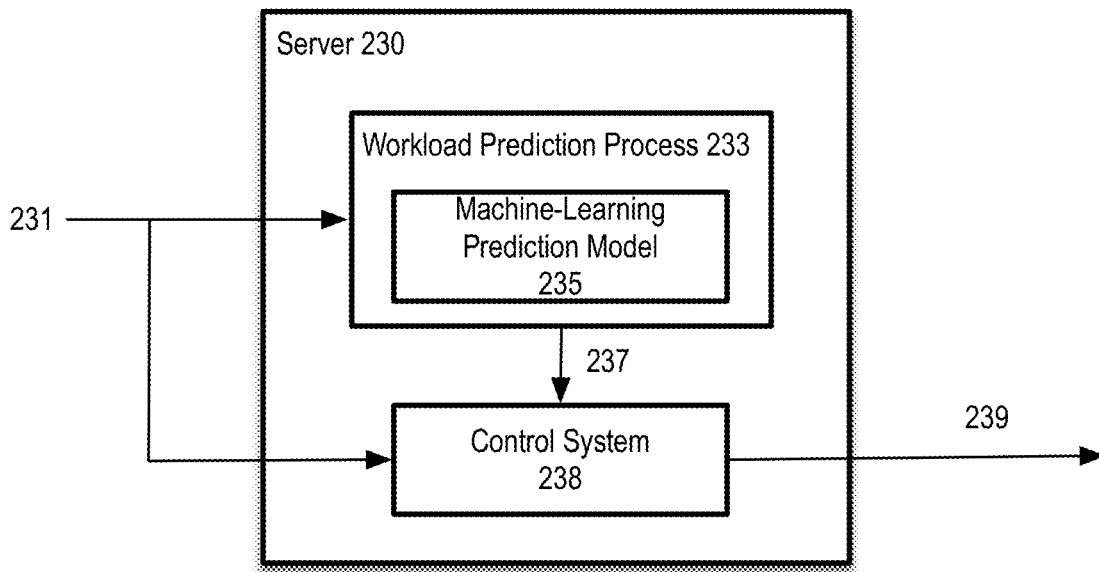 Server 230
Workload Prediction Process 233
231
Machine-Learning
Prediction Model
235
237
239
Control System
238